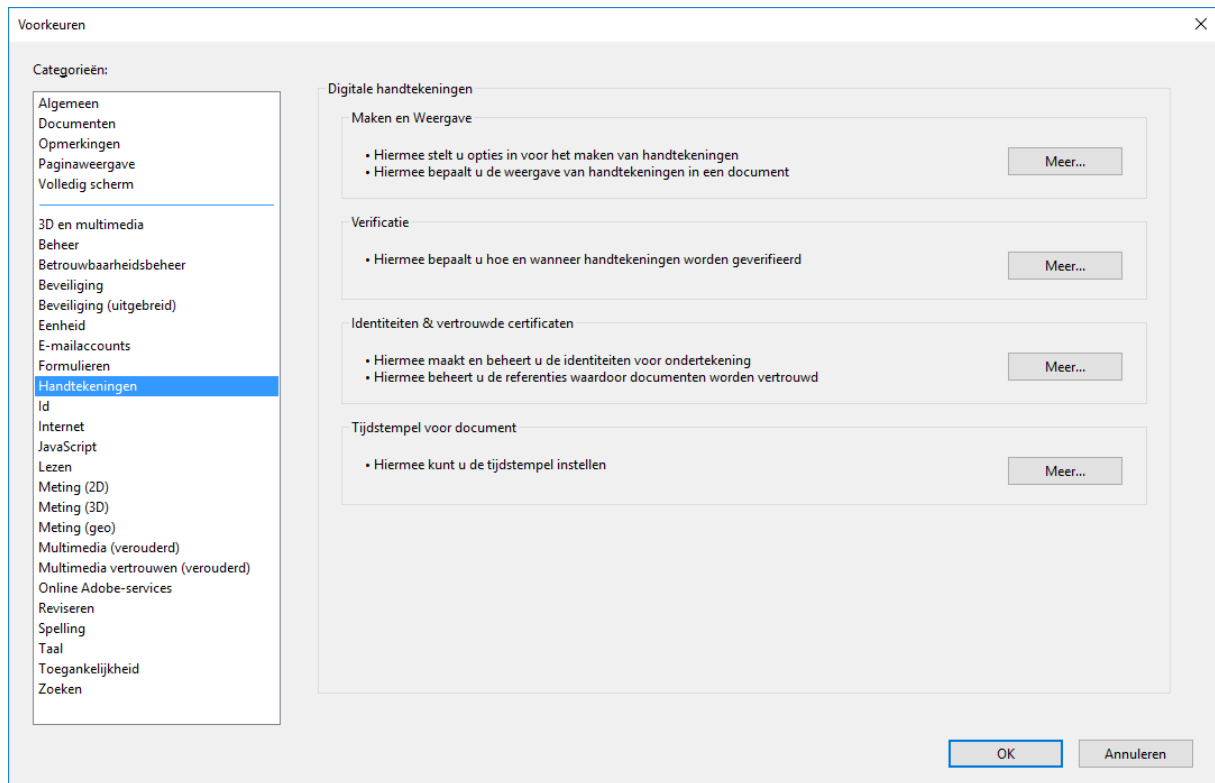 Voorkeuren
Categorieën:
Algemeen
Documenten
Opmerkingen
Paginaweergave
Volledig scherm
3D en multimedia
Beheer
Betrouwbaarheidsbeheer
Beveiliging
Beveiliging (uitgebreid)
Eenheid
E-mailaccounts
Formulieren
Handtekeningen
Id
Internet
JavaScript
Lezen
Meting (2D)
Meting (3D)
Meting (geo)
Multimedia (verouderd)
Multimedia vertrouwen (verouderd)
Online Adobe-services
Reviseren
Spelling
Taal
Toegankelijkheid
Zoeken
Digitale handtekeningen
Maken en Weergave
• Hiermee stelt u opties in voor het maken van handtekeningen
• Hiermee bepaalt u de weergave van handtekeningen in een document
Meer...
Verificatie
• Hiermee bepaalt u hoe en wanneer handtekeningen worden geverifieerd
Meer...
Identiteiten & vertrouwde certificaten
• Hiermee maakt en beheert u de identiteiten voor ondertekening
• Hiermee beheert u de referenties waardoor documenten worden vertrouwd
Meer...
Tijdstempel voor document
• Hiermee kunt u de tijdstempel instellen
Meer...
OK
Annuleren